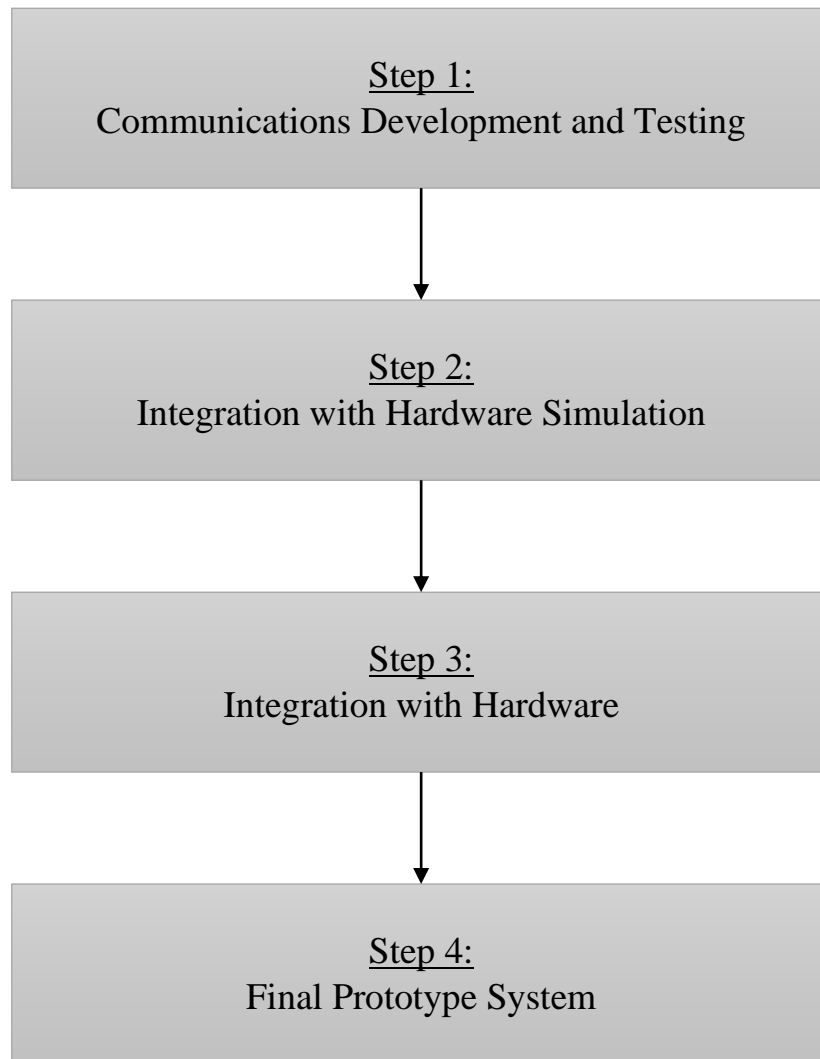 Step 1:
Communications Development and Testing
Step 2:
Integration with Hardware Simulation
Step 3:
Integration with Hardware
Step 4:
Final Prototype System